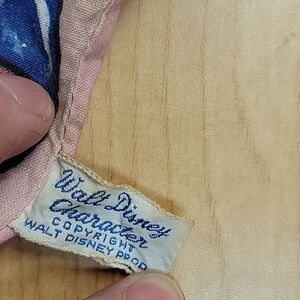 Walt Disney
Character
COPYRIGHT
WALT DISNEY PROD